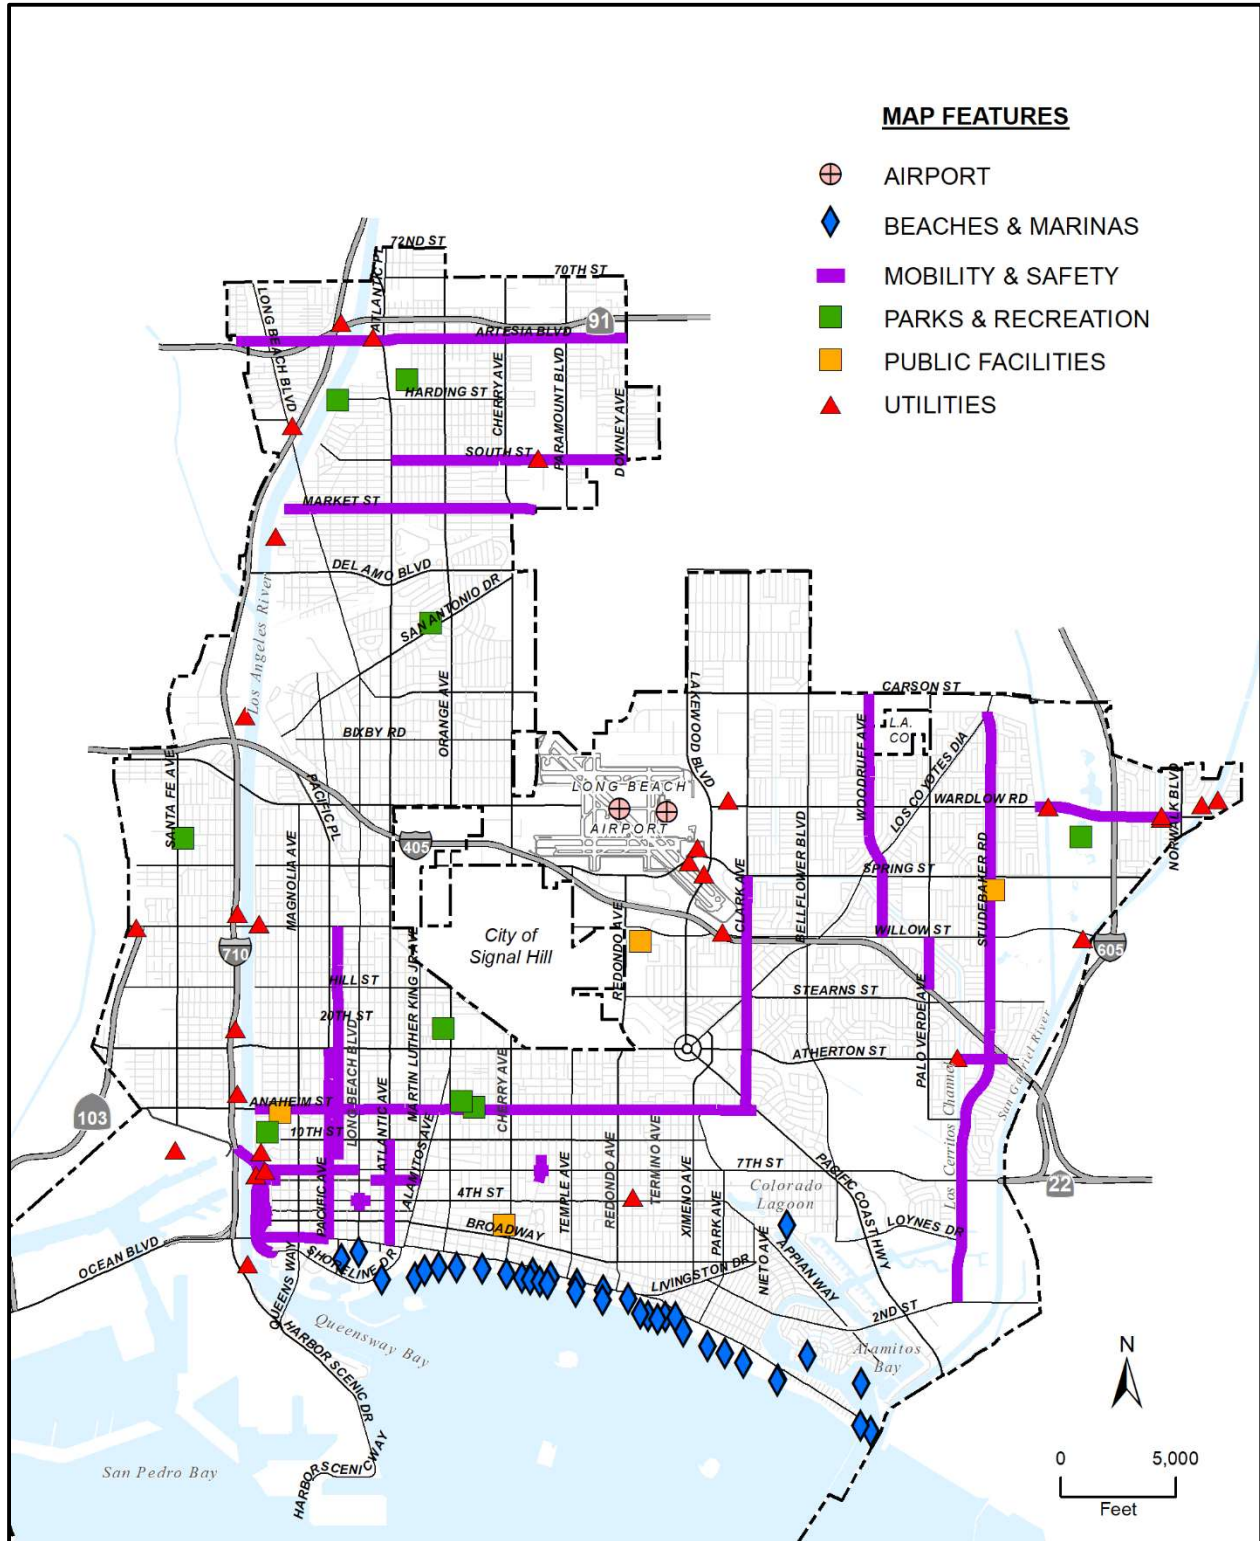 MAP FEATURES
AIRPORT
BEACHES & MARINAS
MOBILITY & SAFETY
PARKS & RECREATION
PUBLIC FACILITIES
UTILITIES
72ND ST
70TH ST
ATLANTIC PL
LONG BEACH BLVD
91
ARTESIA BLVD
HARDING ST
CHERRY AVE
PARAMOUNT BLVD
DOWNEY AVE
SOUTH ST
MARKET ST
DEL AMO BLVD
SAN ANTONIO DR
Los Angeles River
ORANGE AVE
BIXBY RD
LAKEWOOD BLVD
CARSON ST
L.A.
CO
WOODRUFF AVE
LOS COYOTES DIA
SANTA FE AVE
PACIFIC PL
LONG BEACH
AIRPORT
WARDLOW RD
NORWALK BLVD
405
MAGNOLIA AVE
SPRING ST
CLARK AVE
BELLFLOWER BLVD
STUDEBAKER RD
City of
Signal Hill
REDONDO AVE
WILLOW ST
605
710
HILL ST
20TH ST
LONG BEACH BLVD
MARTIN LUTHER KING JR AVE
STEARNS ST
PALO VERDE AVE
ATHERTON ST
San Gabriel River
Los Cerritos Channel
103
ANAHEIM ST
10TH ST
ATLANTIC AVE
ALAMITOS AVE
CHERRY AVE
PACIFIC AVE
4TH ST
BROADWAY
TEMPLE AVE
REDONDO AVE
TERMINO AVE
XIMENO AVE
PARK AVE
7TH ST
Colorado
Lagoon
PACIFIC COAST HWY
22
LOYNES DR
NIETO AVE
APPIAN WAY
LIVINGSTON DR
2ND ST
OCEAN BLVD
QUEENS WAY
SHORELINE DR
Queensway Bay
HARBOR SCENIC DR
HARBOR SCENIC WAY
San Pedro Bay
Alamitos
Bay
N
0 5,000
Feet